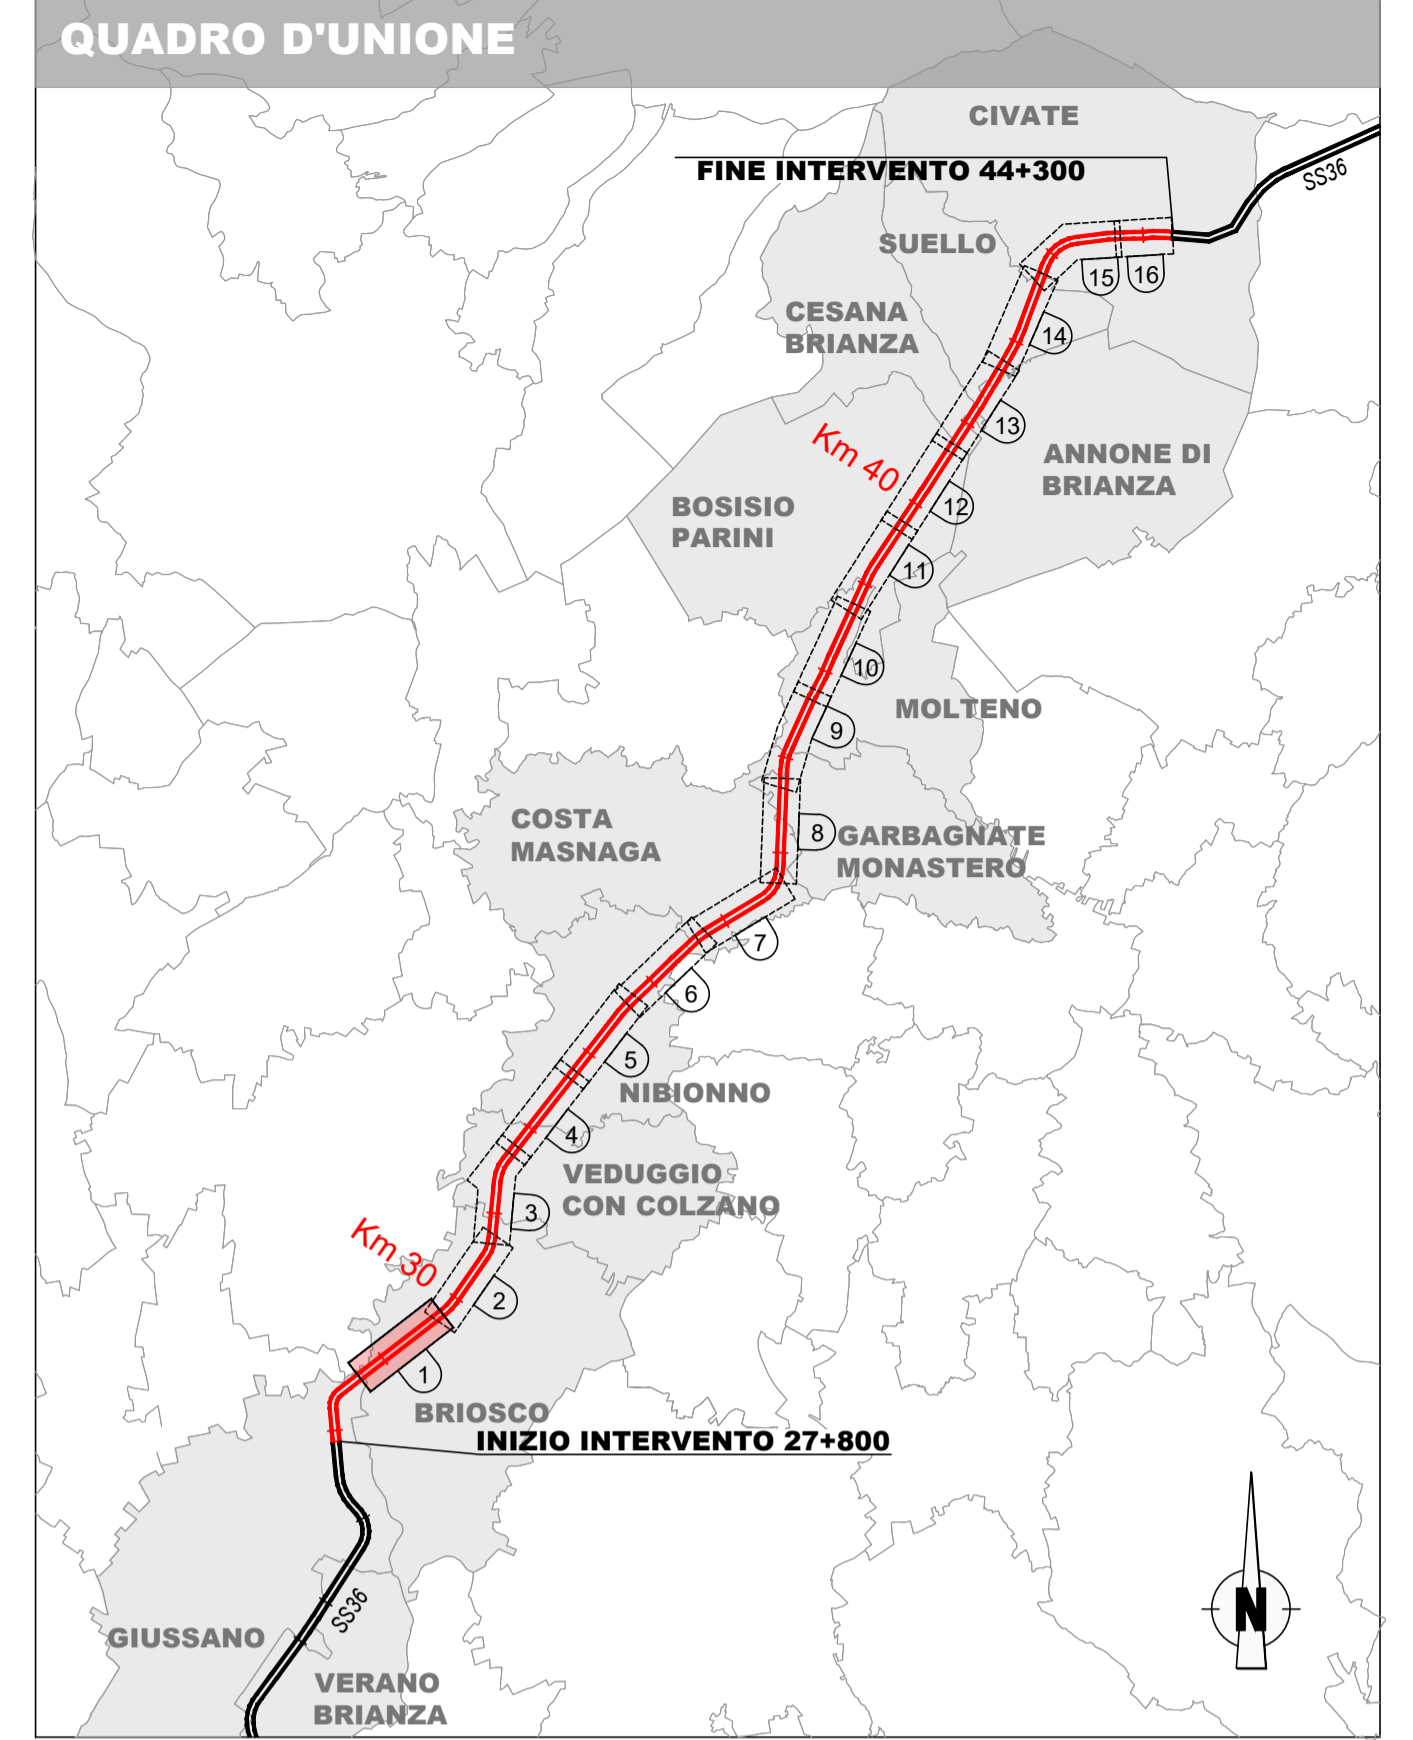 QUADRO D'UNIONE
CIVATE
FINE INTERVENTO 44+300
SS36
SUELLO
15
16
CESANA
BRIANZA
14
13
Km 40
ANNONE DI
BRIANZA
BOSISIO
PARINI
12
11
10
MOLTENO
9
COSTA
MASNAGA
8
GARBAGNATE
MONASTERO
7
6
5
NIBIONNO
4
VEDUGGIO
CON COLZANO
3
Km 30
2
1
BRIOSCO
INIZIO INTERVENTO 27+800
SS36
GIUSSANO
VERANO
BRIANZA
N